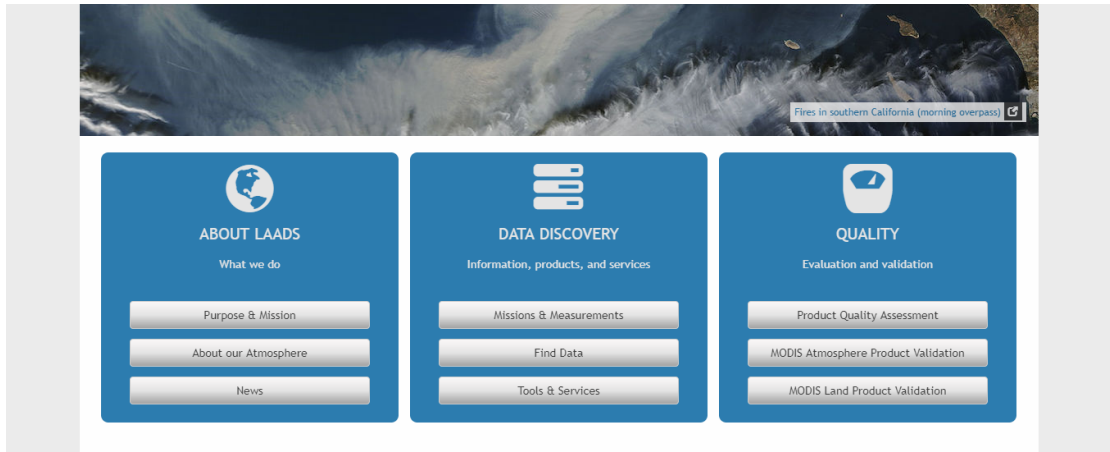 Fires in southern California (morning overpass)
ABOUT LAADS
What we do
Purpose & Mission
About our Atmosphere
News
DATA DISCOVERY
Information, products, and services
Missions & Measurements
Find Data
Tools & Services
QUALITY
Evaluation and validation
Product Quality Assessment
MODIS Atmosphere Product Validation
MODIS Land Product Validation